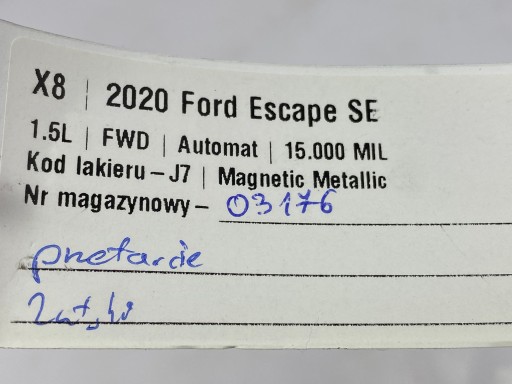 X8 | 2020 Ford Escape SE
1.5L | FWD | Automat | 15.000 MIL
Kod lakieru – J7 | Magnetic Metallic
Nr magazynowy – 03176
przetarcie